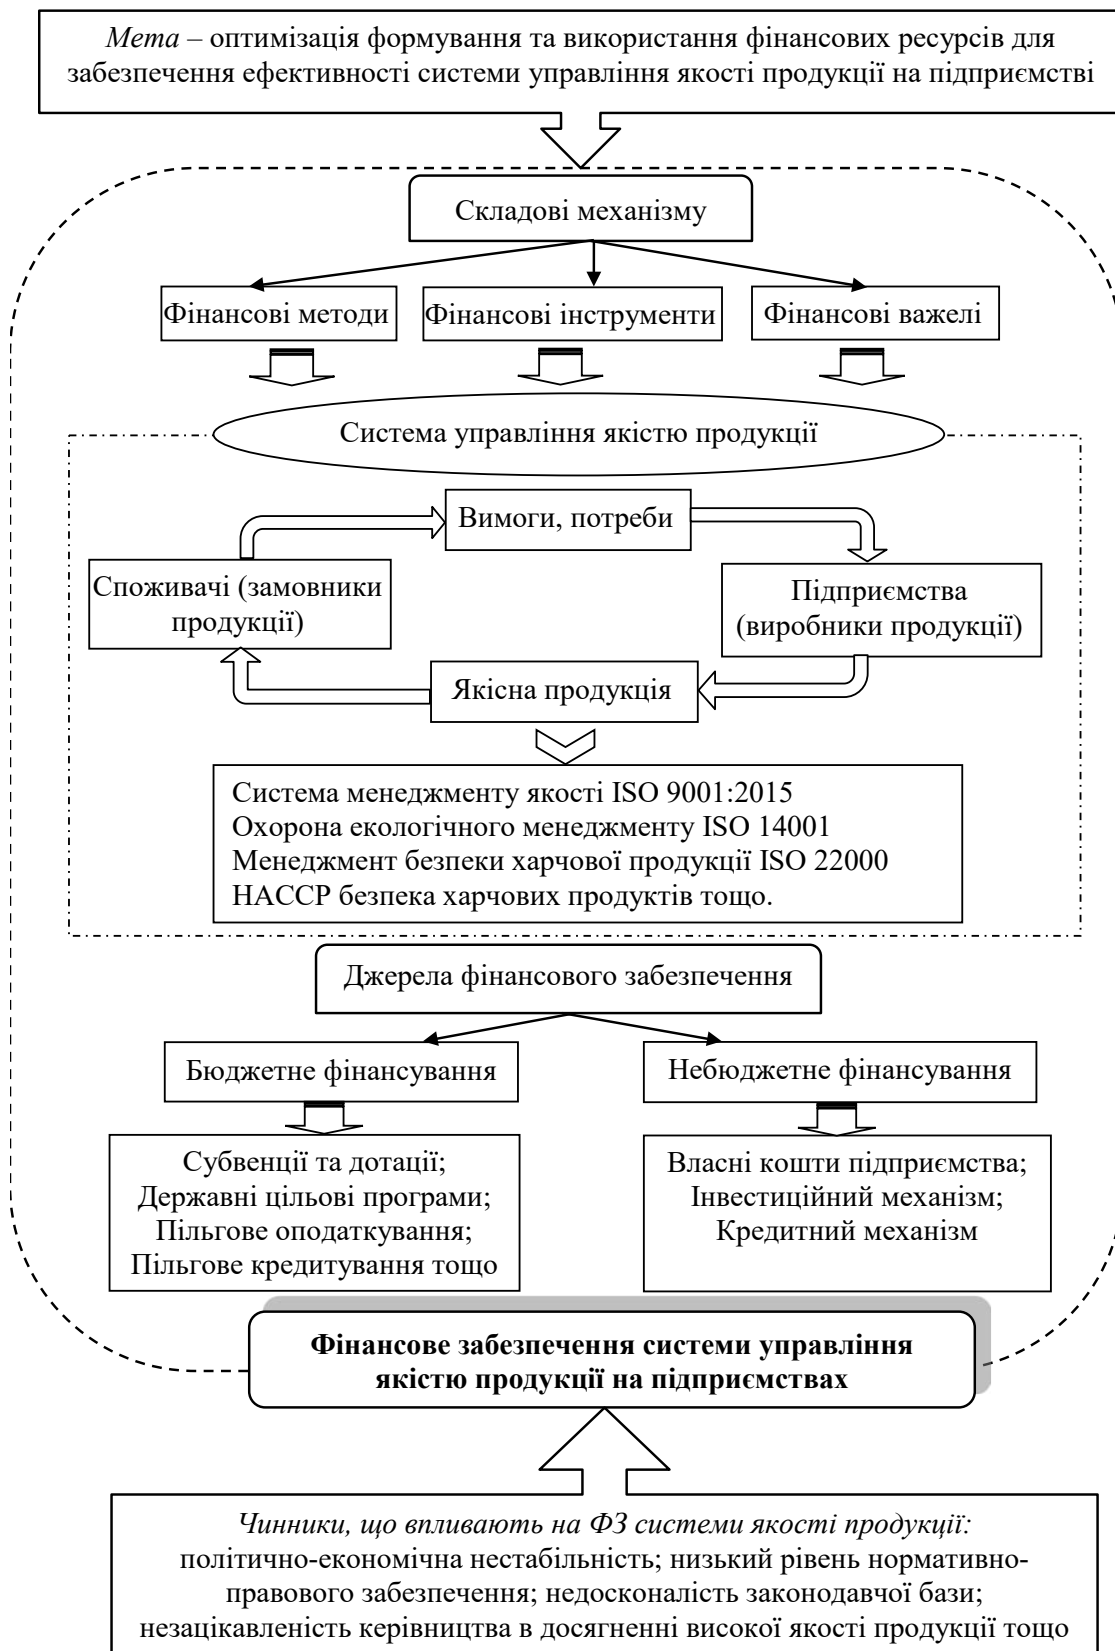 Мета – оптимізація формування та використання фінансових ресурсів для
забезпечення ефективності системи управління якості продукції на підприємстві
Складові механізму
Фінансові методи
Фінансові інструменти
Фінансові важелі
Система управління якістю продукції
Вимоги, потреби
Споживачі (замовники
продукції)
Підприємства
(виробники продукції)
Якісна продукція
Система менеджменту якості ISO 9001:2015
Охорона екологічного менеджменту ISO 14001
Менеджмент безпеки харчової продукції ISO 22000
НАССР безпека харчових продуктів тощо.
Джерела фінансового забезпечення
Бюджетне фінансування
Небюджетне фінансування
Субвенції та дотації;
Державні цільові програми;
Пільгове оподаткування;
Пільгове кредитування тощо
Власні кошти підприємства;
Інвестиційний механізм;
Кредитний механізм
Фінансове забезпечення системи управління
якістю продукції на підприємствах
Чинники, що впливають на ФЗ системи якості продукції:
політично-економічна нестабільність; низький рівень нормативно-
правового забезпечення; недосконалість законодавчої бази;
незацікавленість керівництва в досягненні високої якості продукції тощо